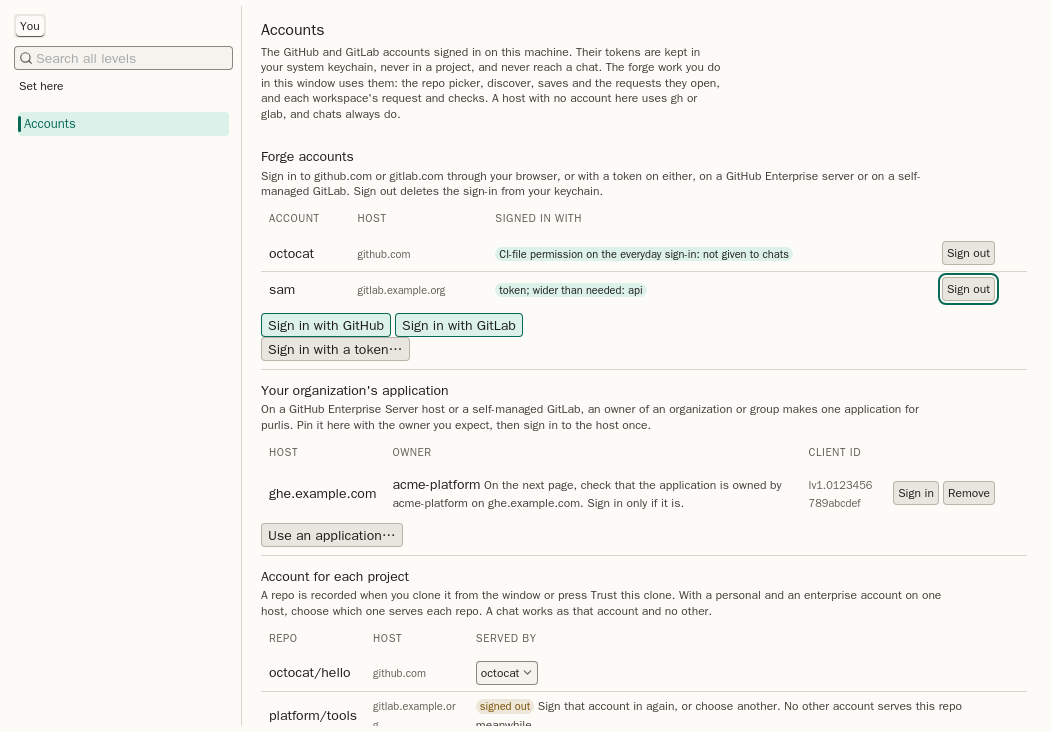 You
Search all levels
Set here
Accounts
Accounts
The GitHub and GitLab accounts signed in on this machine. Their tokens are kept in
your system keychain, never in a project, and never reach a chat. The forge work you do
in this window uses them: the repo picker, discover, saves and the requests they open,
and each workspace's request and checks. A host with no account here uses gh or
glab, and chats always do.
Forge accounts
Sign in to github.com or gitlab.com through your browser, or with a token on either, on a GitHub Enterprise server or on a self-
managed GitLab. Sign out deletes the sign-in from your keychain.
ACCOUNT HOST SIGNED IN WITH
octocat github.com CI-file permission on the everyday sign-in: not given to chats Sign out
sam gitlab.example.org token; wider than needed: api Sign out
Sign in with GitHub Sign in with GitLab
Sign in with a token⋯
Your organization's application
On a GitHub Enterprise Server host or a self-managed GitLab, an owner of an organization or group makes one application for
purlis. Pin it here with the owner you expect, then sign in to the host once.
HOST OWNER CLIENT ID
ghe.example.com acme-platform On the next page, check that the application is owned by
acme-platform on ghe.example.com. Sign in only if it is.
Iv1.0123456
789abcdef
Sign in Remove
Use an application⋯
Account for each project
A repo is recorded when you clone it from the window or press Trust this clone. With a personal and an enterprise account on one
host, choose which one serves each repo. A chat works as that account and no other.
REPO HOST SERVED BY
octocat/hello github.com octocat
platform/tools gitlab.example.or
g
signed out Sign that account in again, or choose another. No other account serves this repo
meanwhile